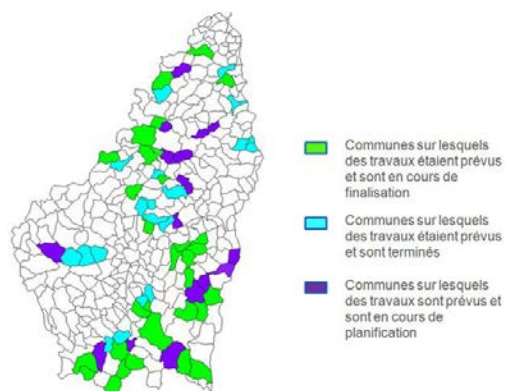 Communes sur lesquels
des travaux étaient prévus
et sont en cours de
finalisation
Communes sur lesquels
des travaux étaient prévus
et sont terminés
Communes sur lesquels
des travaux sont prévus et
sont en cours de
planification